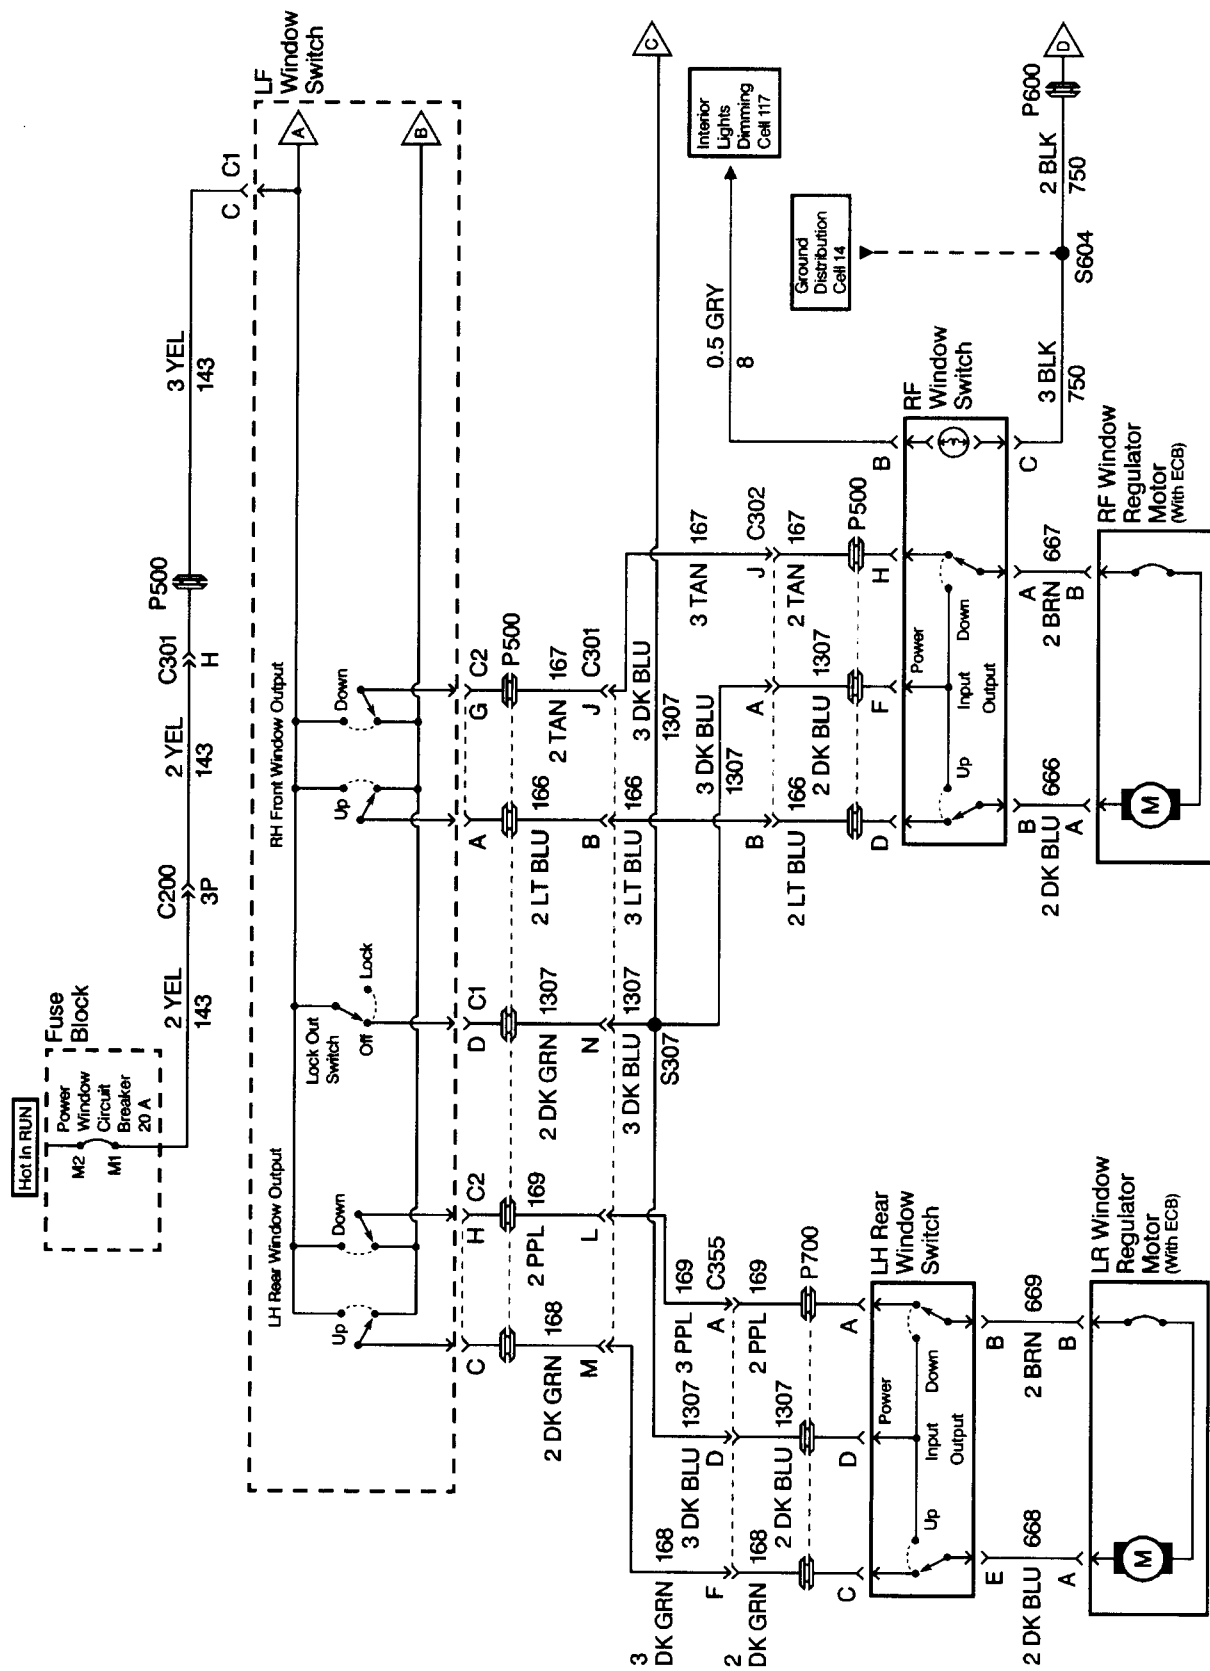 Hot in RUN
Fuse
Block
Power
Window
Circuit
Breaker
20 A
M2
M1
2 YEL
143
C200
3P
2 YEL
143
C301
H
P500
3 YEL
143
C
C1
LF
Window
Switch
A
B
LH Rear Window Output
Up
Down
Lock Out
Switch
Off
Lock
RH Front Window Output
Up
Down
C
H
C2
D
C1
A
G
C2
P500
2 DK GRN
168
2 PPL
169
2 DK GRN
1307
2 LT BLU
166
2 TAN
167
M
L
N
B
J
C301
3 DK BLU
1307
3 LT BLU
166
3 DK BLU
1307
C
S307
3
DK GRN
168
3 DK BLU
1307
3 PPL
169
F
D
A
C355
2
DK GRN
168
2 DK BLU
1307
2 PPL
169
P700
C
D
A
LH Rear
Window
Switch
Power
Input
Output
Up
Down
E
B
2 DK BLU
668
2 BRN
669
A
B
LR Window
Regulator
Motor
(With ECB)
M
3 DK BLU
1307
3 TAN
167
B
A
J
C302
2 LT BLU
166
2 DK BLU
1307
2 TAN
167
P500
D
F
H
B
RF
Window
Switch
Power
Input
Output
Up
Down
B
A
C
2 DK BLU
666
2 BRN
667
A
B
RF Window
Regulator
Motor
(With ECB)
M
0.5 GRY
8
Interior
Lights
Dimming
Cell 117
Ground
Distribution
Cell 14
3 BLK
750
S604
2 BLK
750
P600
D